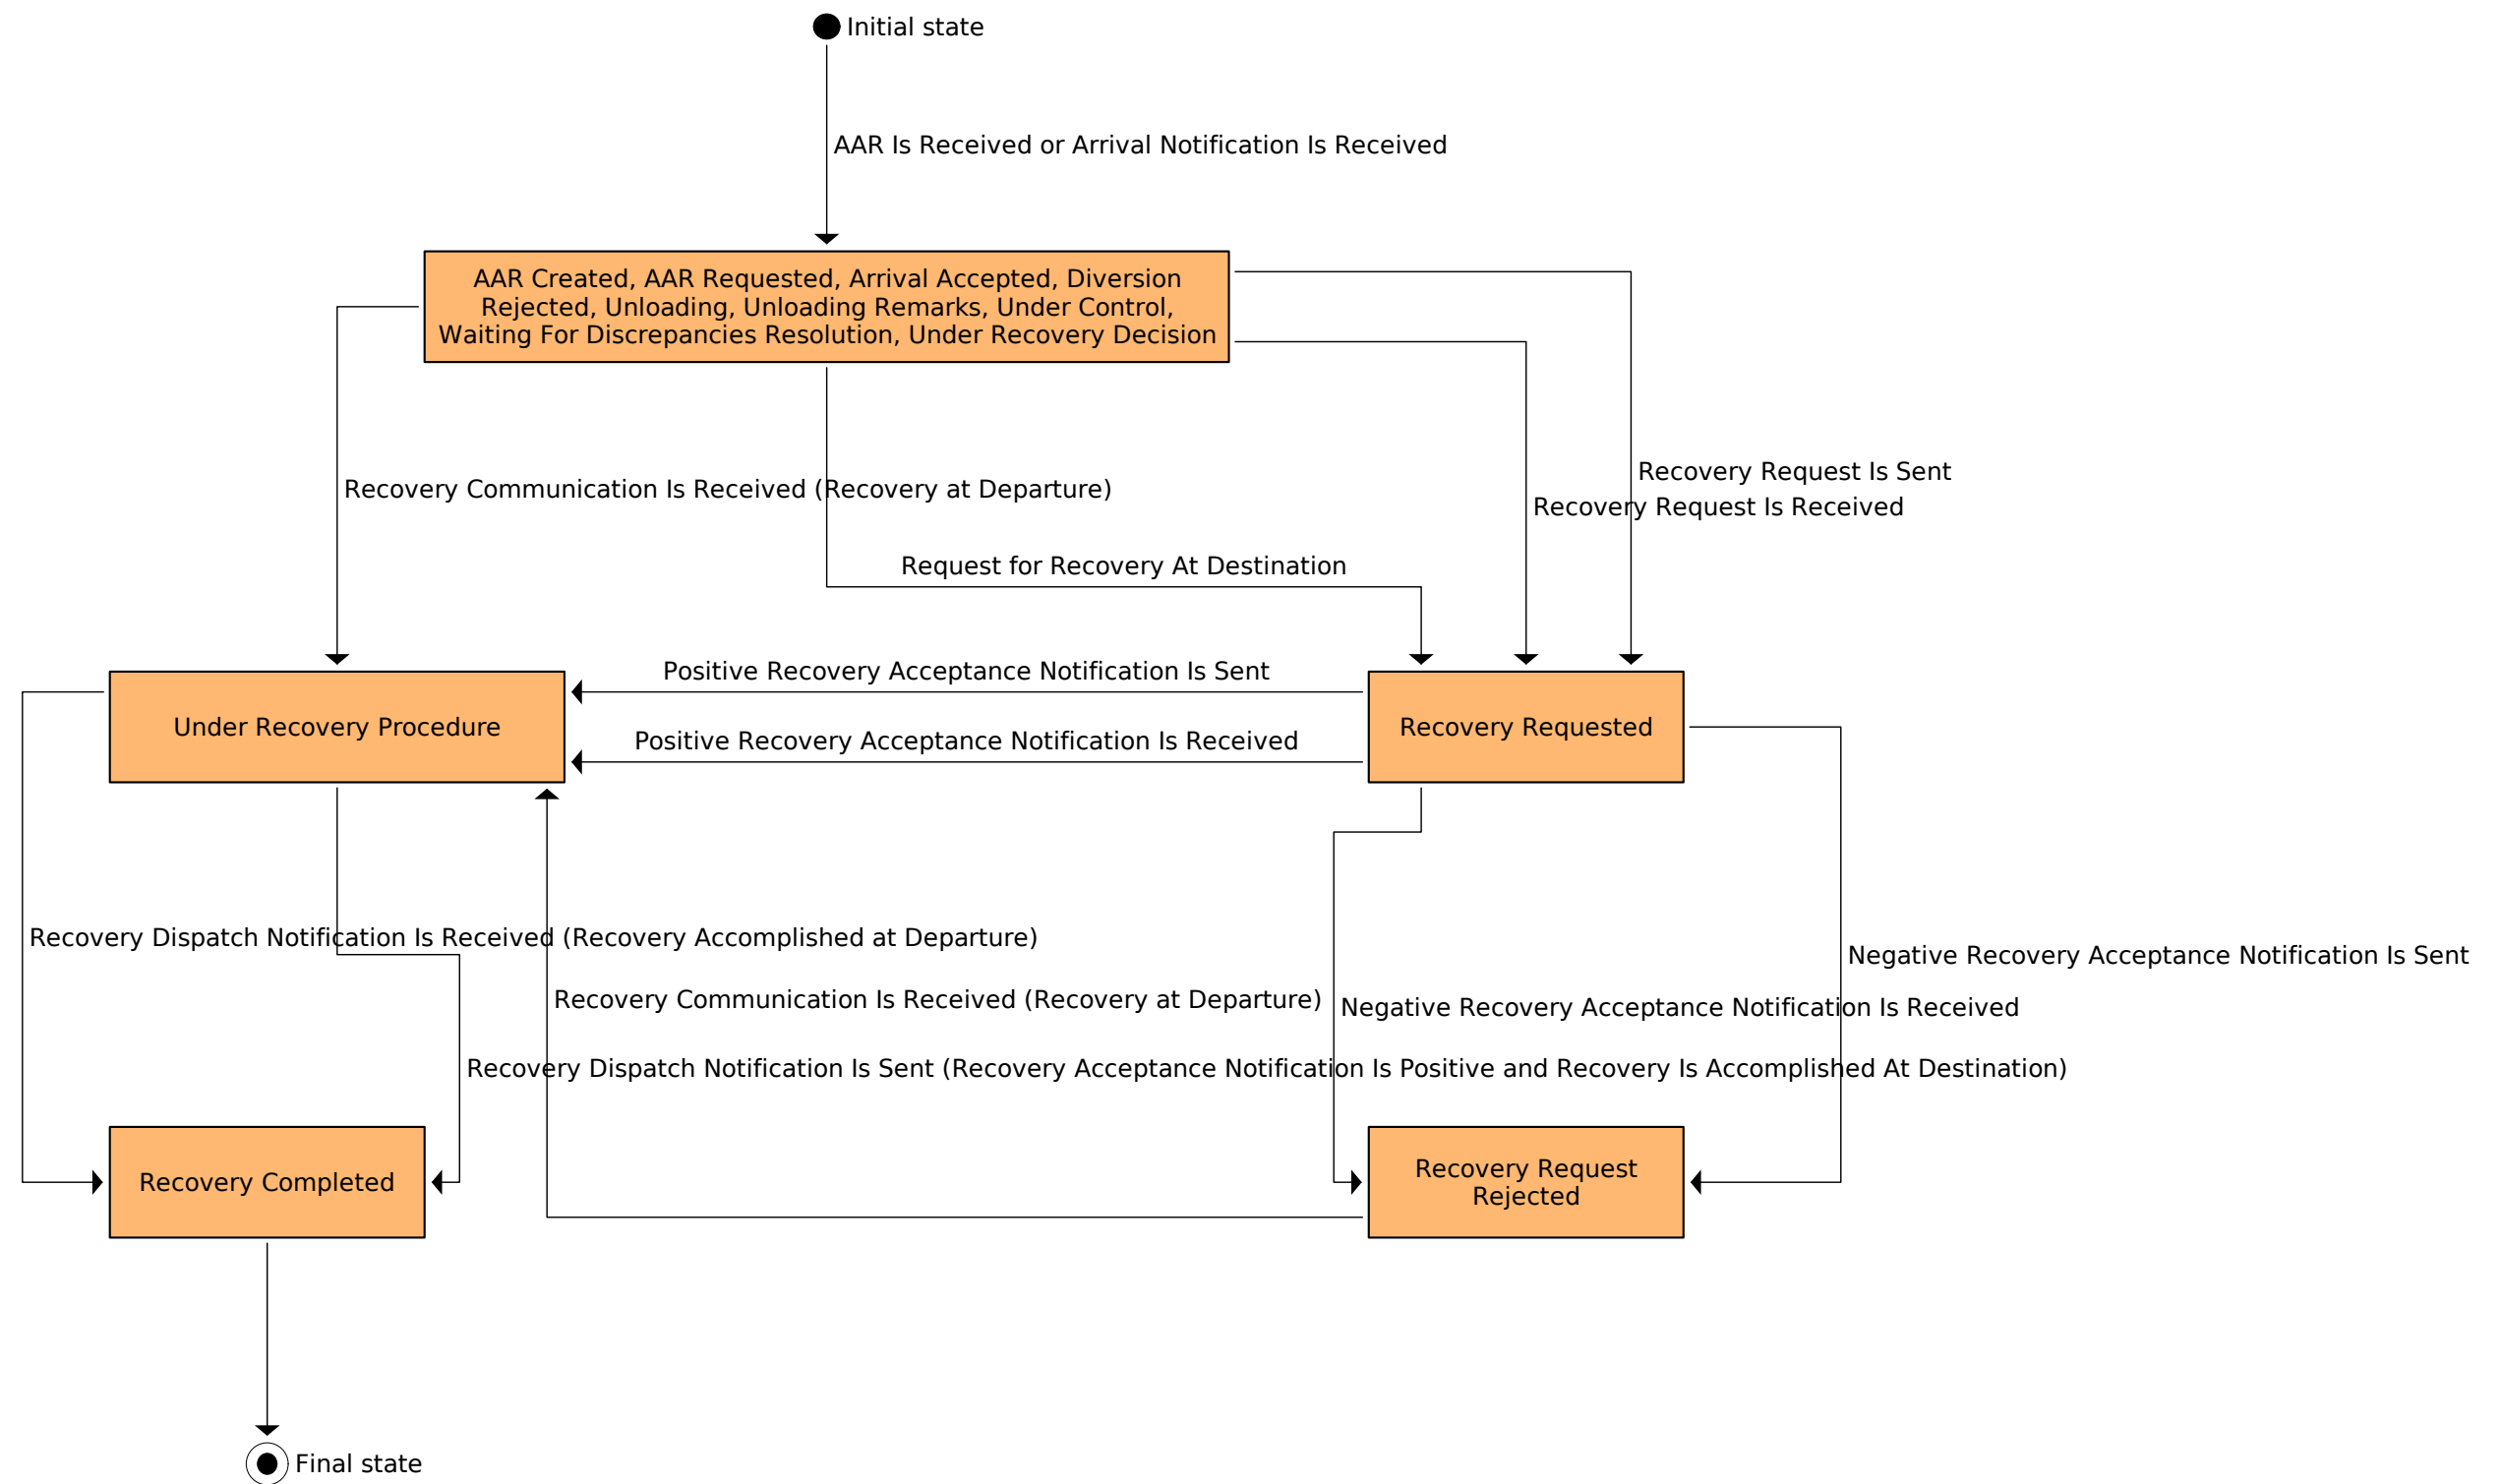 Initial state
AAR Is Received or Arrival Notification Is Received
AAR Created, AAR Requested, Arrival Accepted, Diversion
Rejected, Unloading, Unloading Remarks, Under Control,
Waiting For Discrepancies Resolution, Under Recovery Decision
Recovery Request Is Sent
Recovery Communication Is Received (Recovery at Departure)
Recovery Request Is Received
Request for Recovery At Destination
Positive Recovery Acceptance Notification Is Sent
Under Recovery Procedure
Recovery Requested
Positive Recovery Acceptance Notification Is Received
Recovery Dispatch Notification Is Received (Recovery Accomplished at Departure)
Negative Recovery Acceptance Notification Is Sent
Recovery Communication Is Received (Recovery at Departure)
Negative Recovery Acceptance Notification Is Received
Recovery Dispatch Notification Is Sent (Recovery Acceptance Notification Is Positive and Recovery Is Accomplished At Destination)
Recovery Completed
Recovery Request
Rejected
Final state